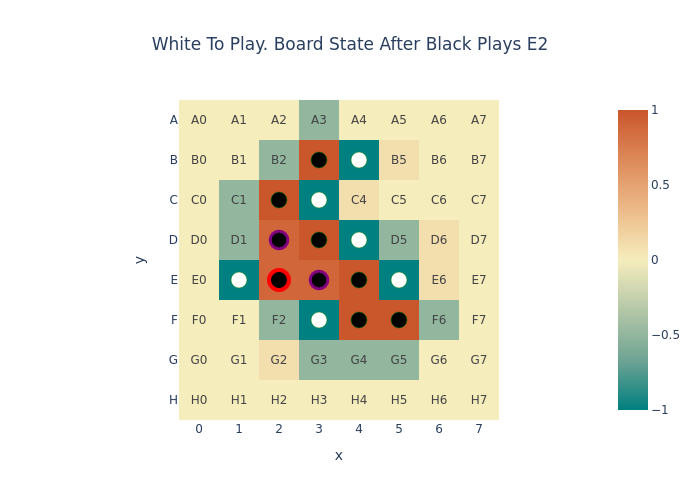 White To Play. Board State After Black Plays E2
A A0 A1 A2 A3 A4 A5 A6 A7
B B0 B1 B2 B5 B6 B7
C C0 C1 C4 C5 C6 C7
D D0 D1 D5 D6 D7
E E0 E6 E7
F F0 F1 F2 F6 F7
G G0 G1 G2 G3 G4 G5 G6 G7
H H0 H1 H2 H3 H4 H5 H6 H7
0 1 2 3 4 5 6 7
x
y
1
0.5
0
−0.5
−1